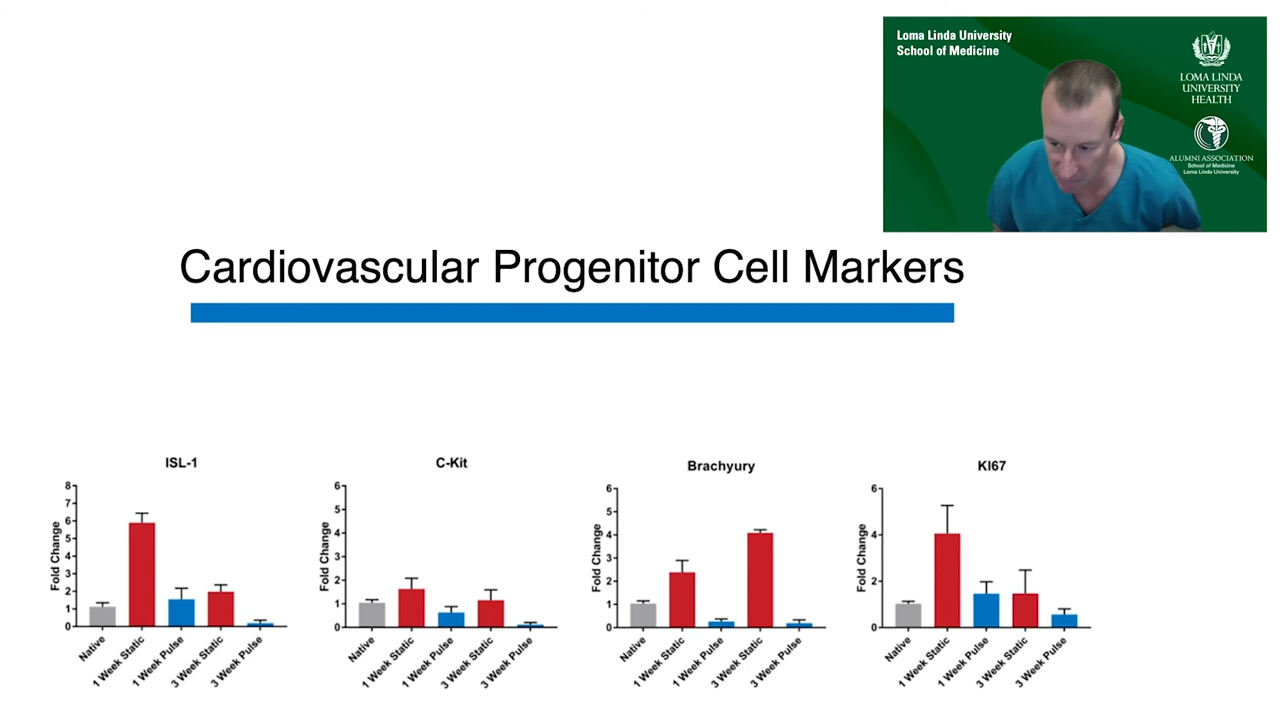 Loma Linda University
School of Medicine
LOMA LINDA
UNIVERSITY
HEALTH
ALUMNI ASSOCIATION
School of Medicine
Loma Linda University
Cardiovascular Progenitor Cell Markers
ISL-1
Fold Change
8
7
6
5
4
3
2
1
0
Native
1 Week Static
1 Week Pulse
3 Week Static
3 Week Pulse
C-Kit
Fold Change
6
5
4
3
2
1
0
Native
1 Week Static
1 Week Pulse
3 Week Static
3 Week Pulse
Brachyury
Fold Change
6
5
4
3
2
1
0
Native
1 Week Static
1 Week Pulse
3 Week Static
3 Week Pulse
KI67
Fold Change
6
4
2
0
Native
1 Week Static
1 Week Pulse
3 Week Static
3 Week Pulse